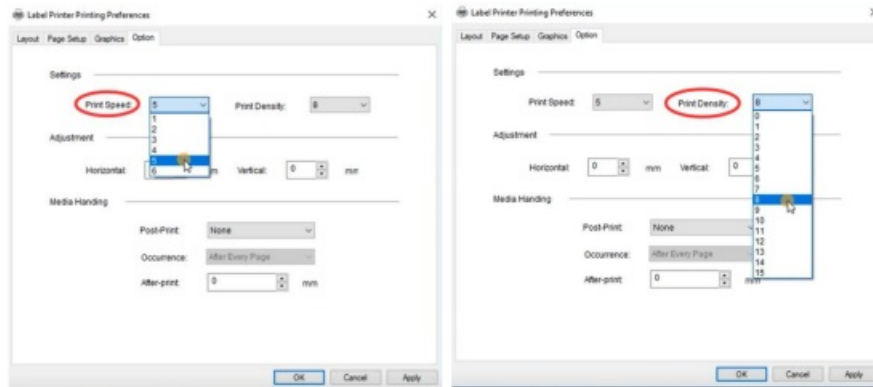 Label Printer Printing Preferences
Layout Page Setup Graphics Option
Settings
Print Speed: 5 Print Density: 8
1
2
3
4
5
6
Adjustment
Horizontal: m Vertical: 0 mm
Media Handing
Post-Print: None
Occurrence: After Every Page
After-print: 0 mm
OK Cancel Apply
Label Printer Printing Preferences
Layout Page Setup Graphics Option
Settings
Print Speed: 5 Print Density: 8
0
1
2
3
4
5
6
7
8
9
10
11
12
13
14
15
Adjustment
Horizontal: 0 mm Vertical: 0
Media Handing
Post-Print: None
Occurrence: After Every Page
After-print: 0 mm
OK Cancel Apply